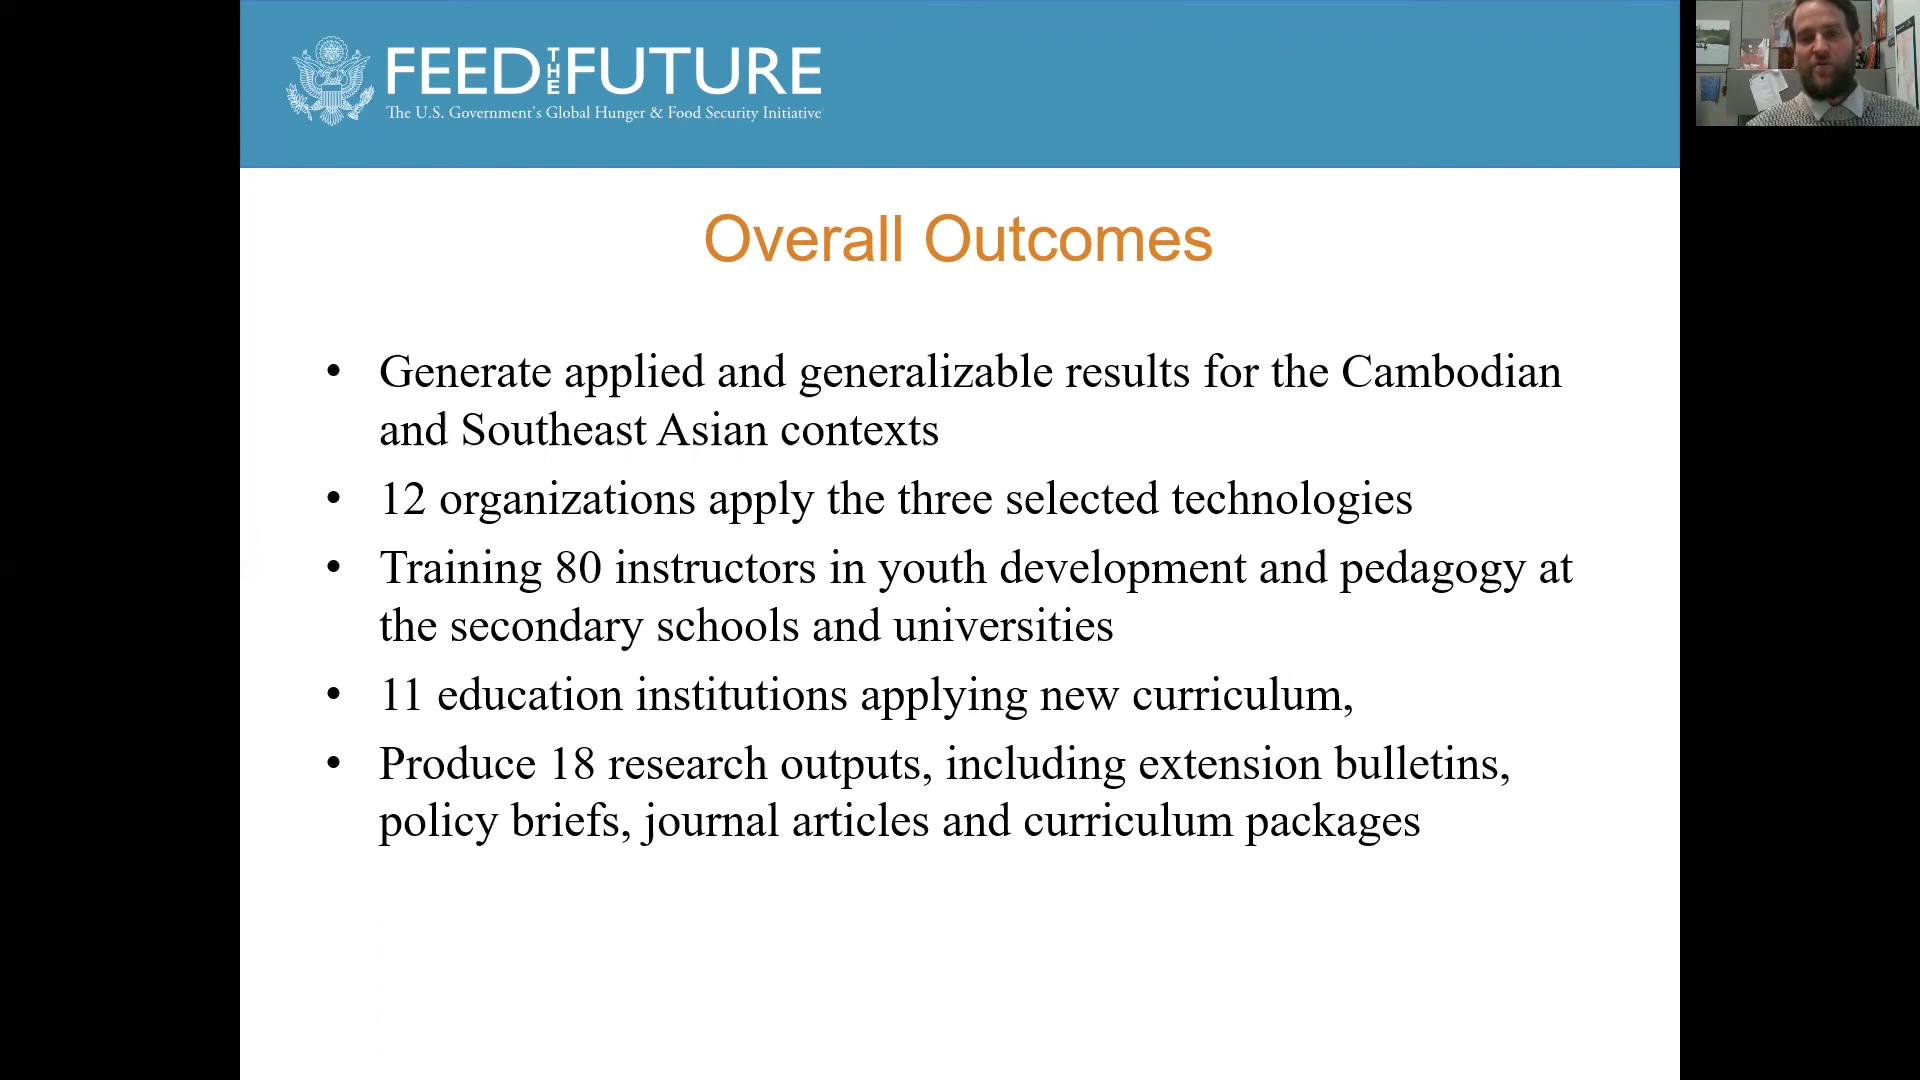 FEED THE FUTURE
The U.S. Government's Global Hunger & Food Security Initiative
Overall Outcomes
• Generate applied and generalizable results for the Cambodian
and Southeast Asian contexts
• 12 organizations apply the three selected technologies
• Training 80 instructors in youth development and pedagogy at
the secondary schools and universities
• 11 education institutions applying new curriculum,
• Produce 18 research outputs, including extension bulletins,
policy briefs, journal articles and curriculum packages